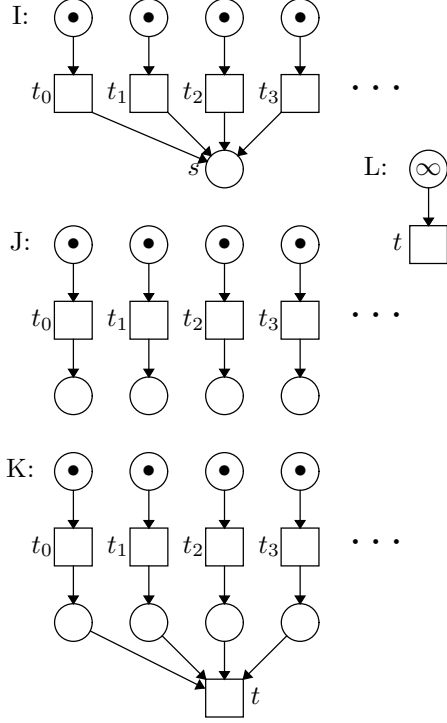 I:
t₀ t₁ t₂ t₃ · · ·
s
L: ∞
J: t
t₀ t₁ t₂ t₃ · · ·
K:
t₀ t₁ t₂ t₃ · · ·
t